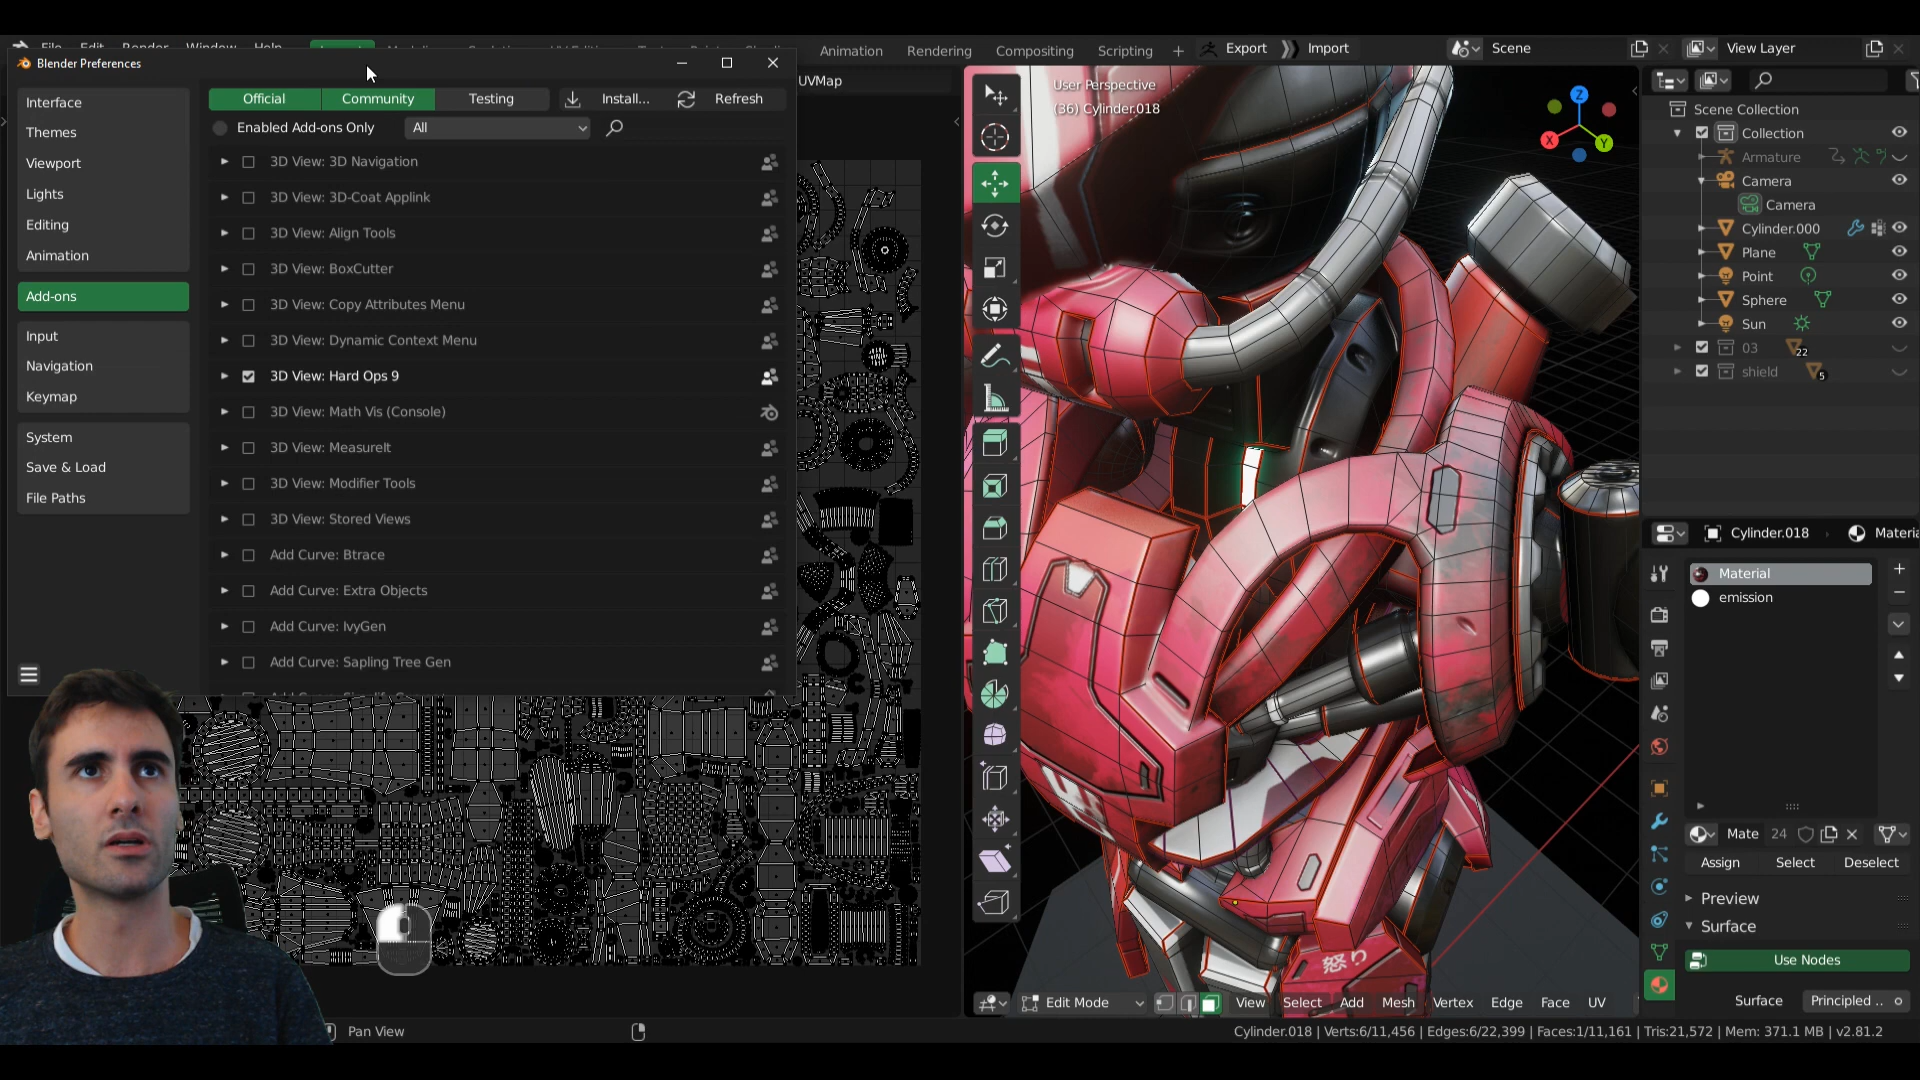 File Edit Render Window Help
Animation Rendering Compositing Scripting + Export Import
Scene
View Layer
Blender Preferences
UVMap
Official Community Testing Install... Refresh
Enabled Add-ons Only All
Interface
Themes
Viewport
Lights
Editing
Animation
Add-ons
Input
Navigation
Keymap
System
Save & Load
File Paths
3D View: 3D Navigation
3D View: 3D-Coat Applink
3D View: Align Tools
3D View: BoxCutter
3D View: Copy Attributes Menu
3D View: Dynamic Context Menu
3D View: Hard Ops 9
3D View: Math Vis (Console)
3D View: MeasureIt
3D View: Modifier Tools
3D View: Stored Views
Add Curve: Btrace
Add Curve: Extra Objects
Add Curve: IvyGen
Add Curve: Sapling Tree Gen
User Perspective
(36) Cylinder.018
Z
X
Y
怒り
Scene Collection
Collection
Armature
Camera
Camera
Cylinder.000
Plane
Point
Sphere
Sun
03 22
shield 5
Cylinder.018 Materia
Material
emission
Mate 24
Assign Select Deselect
Preview
Surface
Use Nodes
Surface Principled ..
Edit Mode View Select Add Mesh Vertex Edge Face UV
Pan View
Cylinder.018 | Verts:6/11,456 | Edges:6/22,399 | Faces:1/11,161 | Tris:21,572 | Mem: 371.1 MB | v2.81.2